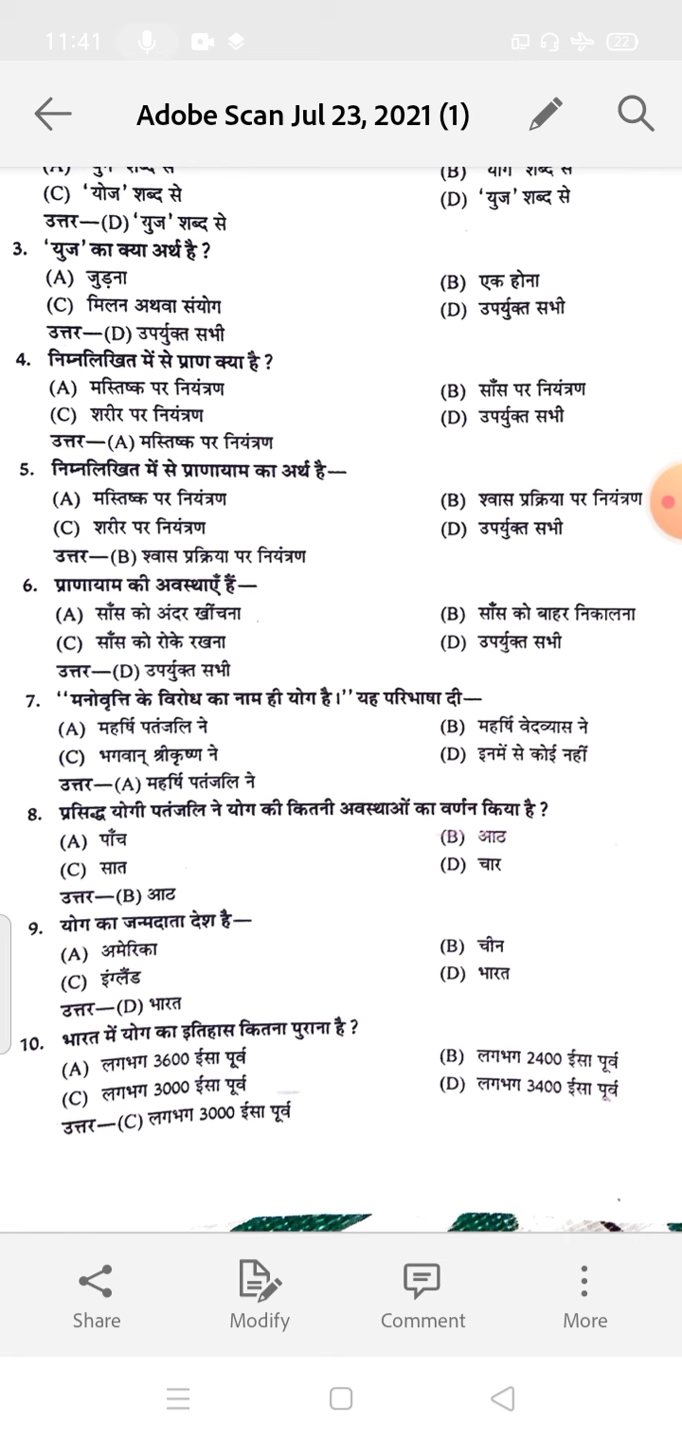 11:41
22
Adobe Scan Jul 23, 2021 (1)
(C) 'योज' शब्द से
(D) 'युज' शब्द से
उत्तर—(D) 'युज' शब्द से
3. 'युज' का क्या अर्थ है ?
(A) जुड़ना
(B) एक होना
(C) मिलन अथवा संयोग
(D) उपर्युक्त सभी
उत्तर—(D) उपर्युक्त सभी
4. निम्नलिखित में से प्राण क्या है ?
(A) मस्तिष्क पर नियंत्रण
(B) साँस पर नियंत्रण
(C) शरीर पर नियंत्रण
(D) उपर्युक्त सभी
उत्तर—(A) मस्तिष्क पर नियंत्रण
5. निम्नलिखित में से प्राणायाम का अर्थ है—
(A) मस्तिष्क पर नियंत्रण
(B) श्वास प्रक्रिया पर नियंत्रण
(C) शरीर पर नियंत्रण
(D) उपर्युक्त सभी
उत्तर—(B) श्वास प्रक्रिया पर नियंत्रण
6. प्राणायाम की अवस्थाएँ हैं—
(A) साँस को अंदर खींचना
(B) साँस को बाहर निकालना
(C) साँस को रोके रखना
(D) उपर्युक्त सभी
उत्तर—(D) उपर्युक्त सभी
7. ''मनोवृत्ति के विरोध का नाम ही योग है।'' यह परिभाषा दी—
(A) महर्षि पतंजलि ने
(B) महर्षि वेदव्यास ने
(C) भगवान् श्रीकृष्ण ने
(D) इनमें से कोई नहीं
उत्तर—(A) महर्षि पतंजलि ने
8. प्रसिद्ध योगी पतंजलि ने योग की कितनी अवस्थाओं का वर्णन किया है ?
(A) पाँच
(B) आठ
(C) सात
(D) चार
उत्तर—(B) आठ
9. योग का जन्मदाता देश है—
(A) अमेरिका
(B) चीन
(C) इंग्लैंड
(D) भारत
उत्तर—(D) भारत
10. भारत में योग का इतिहास कितना पुराना है ?
(A) लगभग 3600 ईसा पूर्व
(B) लगभग 2400 ईसा पूर्व
(C) लगभग 3000 ईसा पूर्व
(D) लगभग 3400 ईसा पूर्व
उत्तर—(C) लगभग 3000 ईसा पूर्व
Share
Modify
Comment
More